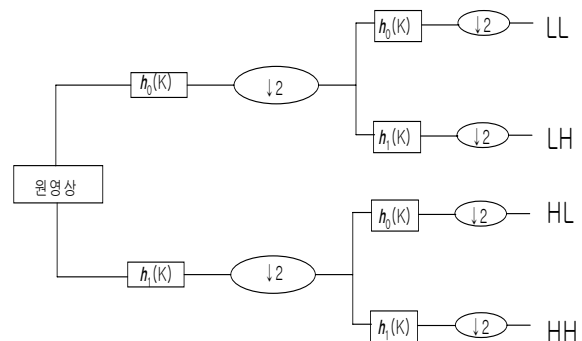 h₀(K) ↓2 LL
h₀(K) ↓2
h₁(K) ↓2 LH
원영상
h₀(K) ↓2 HL
h₁(K) ↓2
h₁(K) ↓2 HH